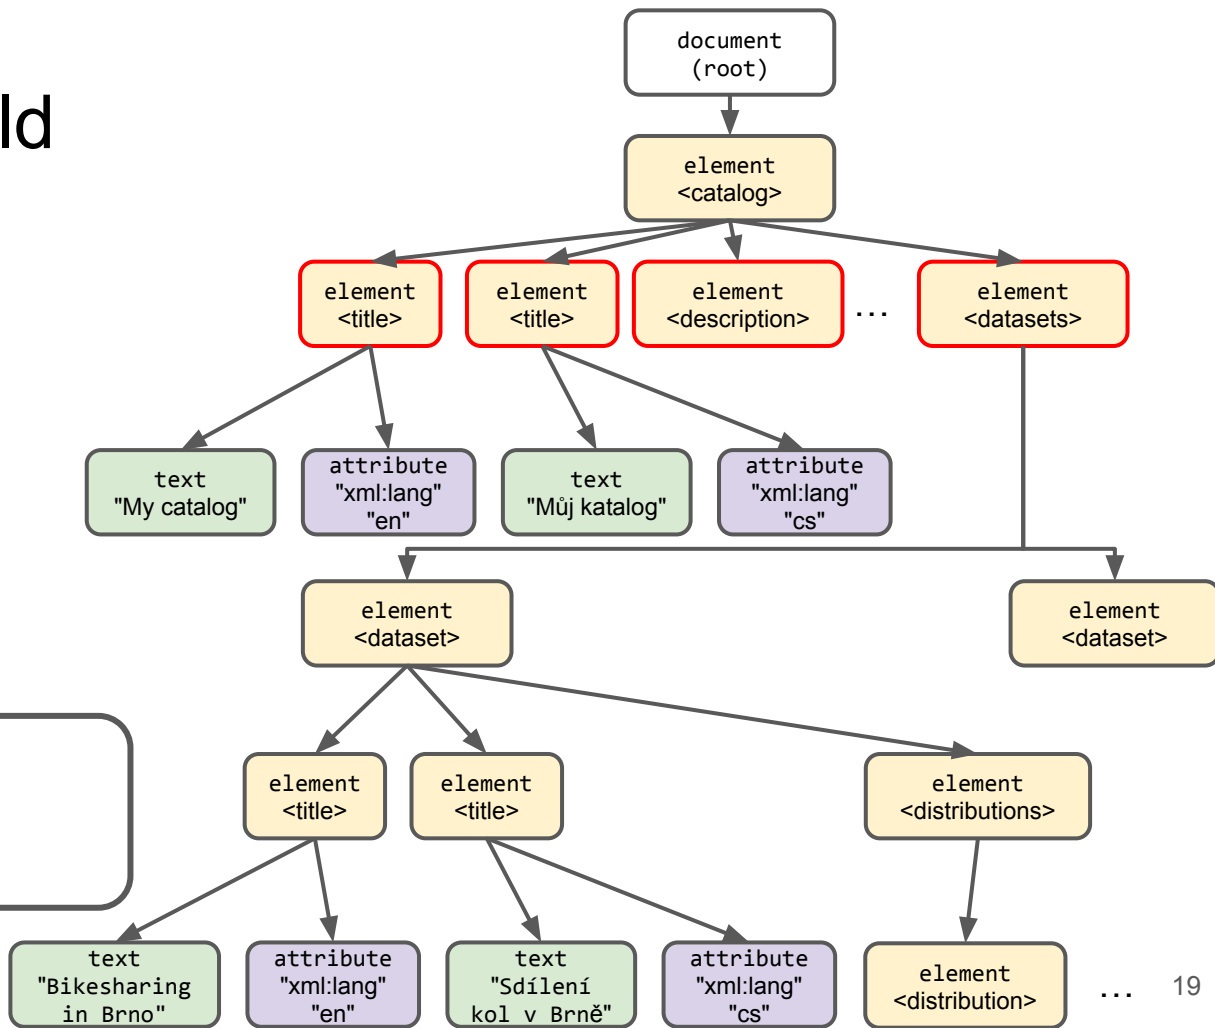 ld
document
(root)
element
<catalog>
element
<title>
element
<title>
element
<description>
...
element
<datasets>
text
"My catalog"
attribute
"xml:lang"
"en"
text
"Můj katalog"
attribute
"xml:lang"
"cs"
element
<dataset>
element
<dataset>
element
<title>
element
<title>
element
<distributions>
text
"Bikesharing
in Brno"
attribute
"xml:lang"
"en"
text
"Sdílení
kol v Brně"
attribute
"xml:lang"
"cs"
element
<distribution>
...
19